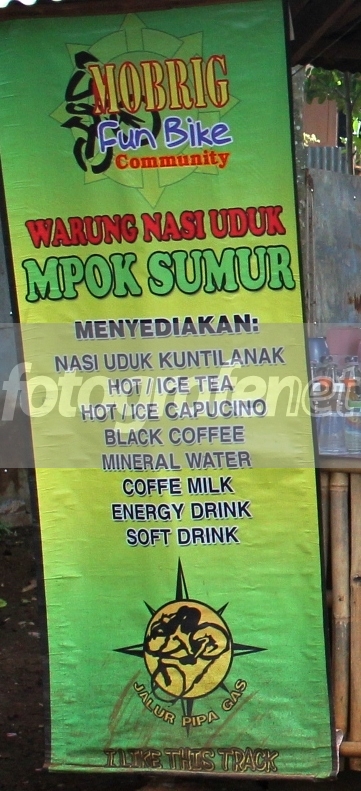 MOBRIG
Fun Bike
Community
WARUNG NASI UDUK
MPOK SUMUR
MENYEDIAKAN:
NASI UDUK KUNTILANAK
HOT / ICE TEA
HOT / ICE CAPUCINO
BLACK COFFEE
MINERAL WATER
COFFE MILK
ENERGY DRINK
SOFT DRINK
JALUR PIPA GAS
I LIKE THIS TRACK
fotografenet